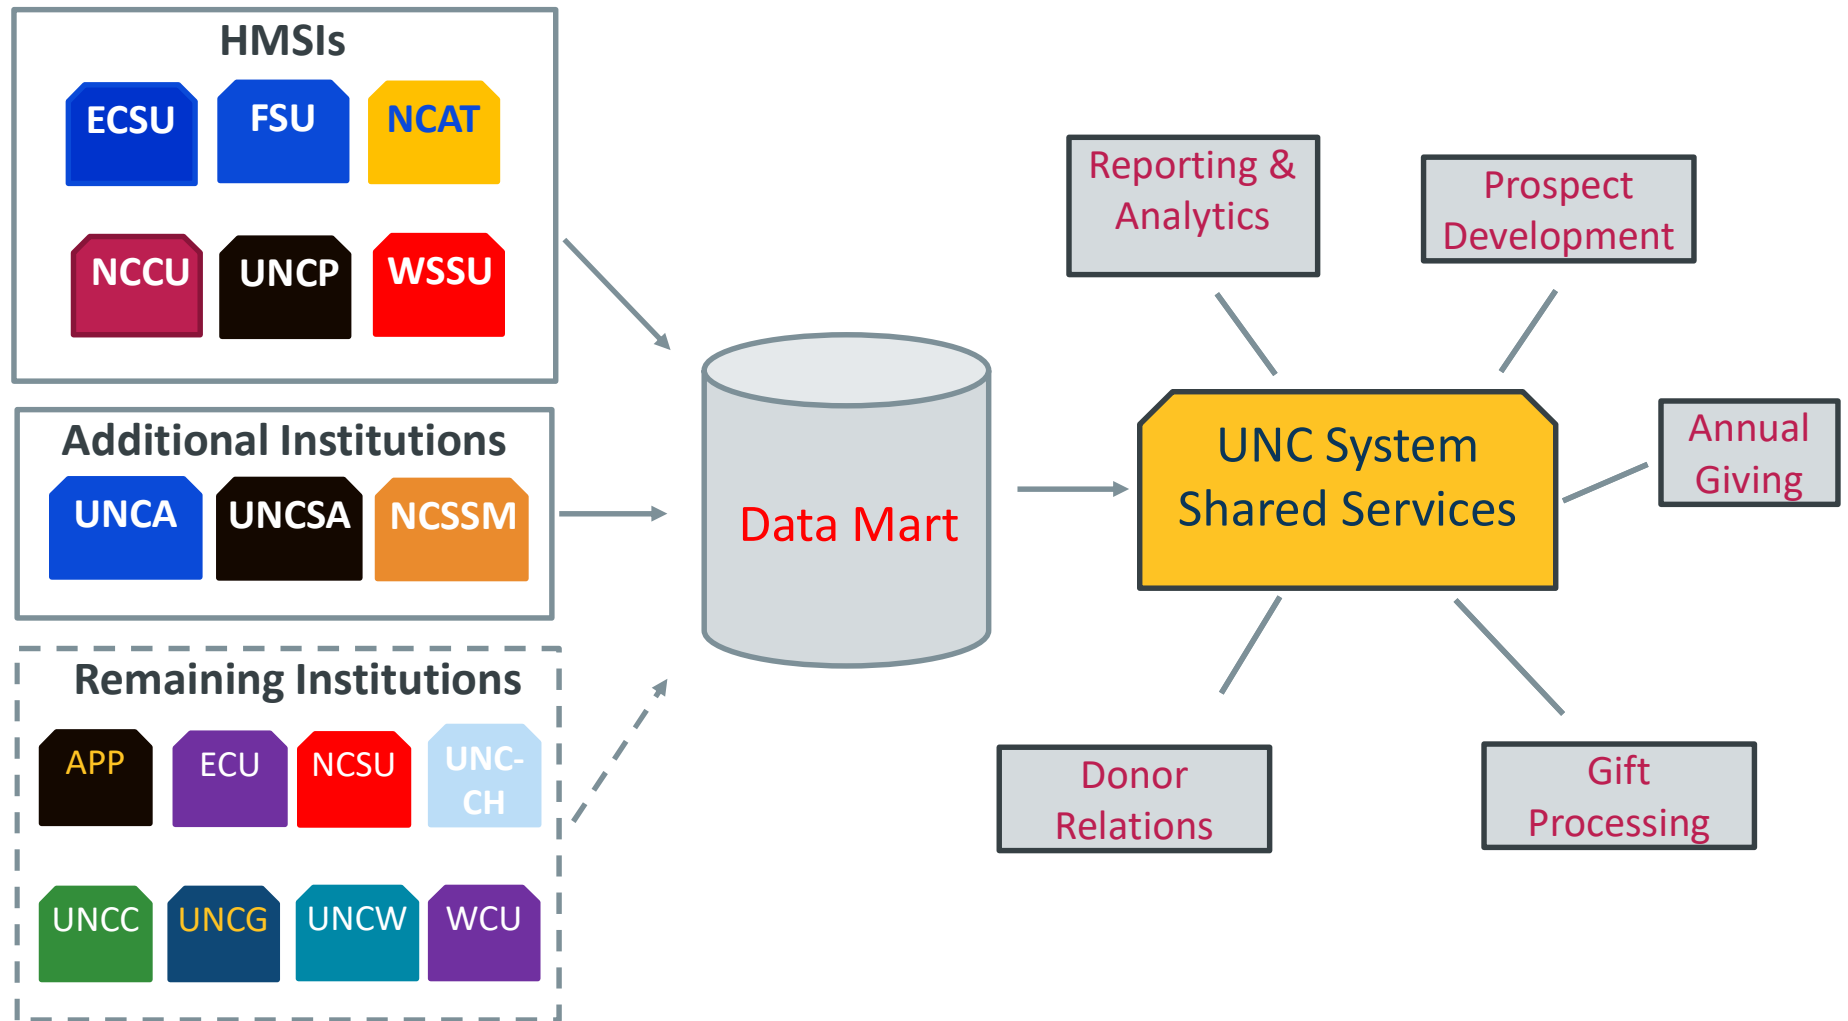 HMSIs
ECSU
FSU
NCAT
NCCU
UNCP
WSSU
Additional Institutions
UNCA
UNCSA
NCSSM
Remaining Institutions
APP
ECU
NCSU
UNC-
CH
UNCC
UNCG
UNCW
WCU
Data Mart
UNC System
Shared Services
Reporting &
Analytics
Prospect
Development
Annual
Giving
Donor
Relations
Gift
Processing